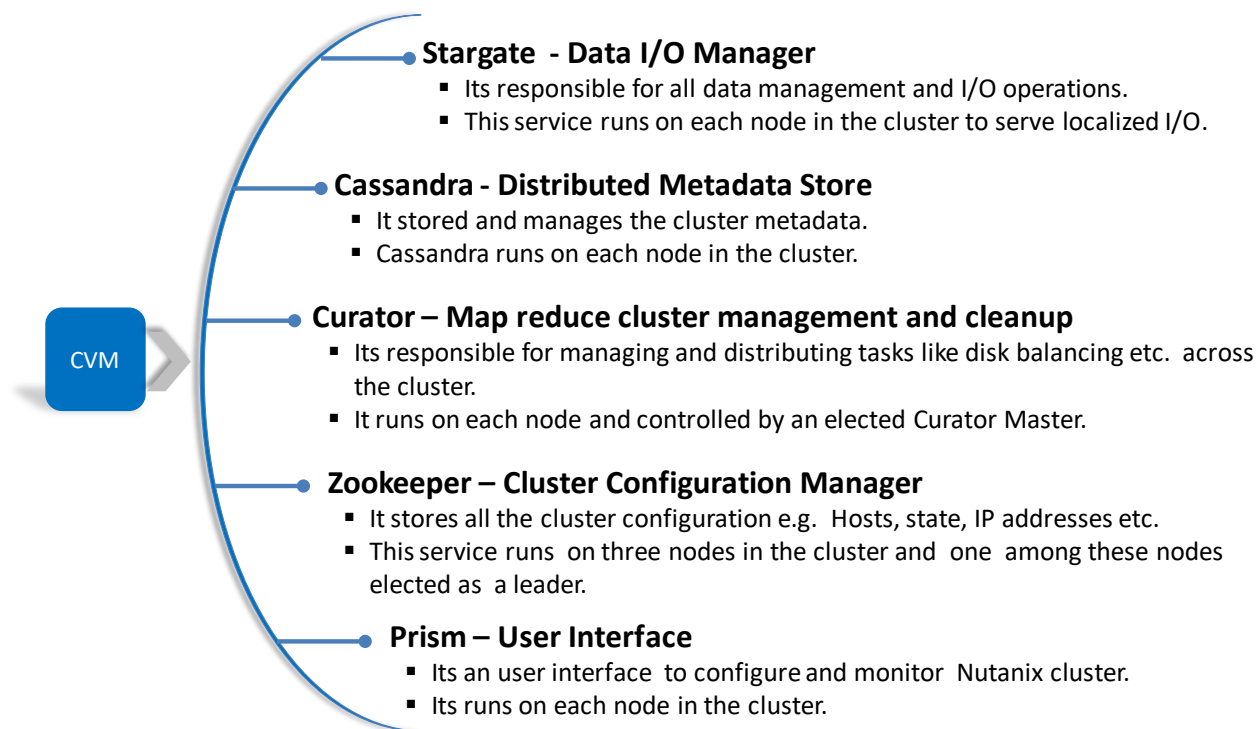 Stargate - Data I/O Manager
▪ Its responsible for all data management and I/O operations.
▪ This service runs on each node in the cluster to serve localized I/O.
Cassandra - Distributed Metadata Store
▪ It stored and manages the cluster metadata.
▪ Cassandra runs on each node in the cluster.
CVM
Curator – Map reduce cluster management and cleanup
▪ Its responsible for managing and distributing tasks like disk balancing etc. across
the cluster.
▪ It runs on each node and controlled by an elected Curator Master.
Zookeeper – Cluster Configuration Manager
▪ It stores all the cluster configuration e.g. Hosts, state, IP addresses etc.
▪ This service runs on three nodes in the cluster and one among these nodes
elected as a leader.
Prism – User Interface
▪ Its an user interface to configure and monitor Nutanix cluster.
▪ Its runs on each node in the cluster.